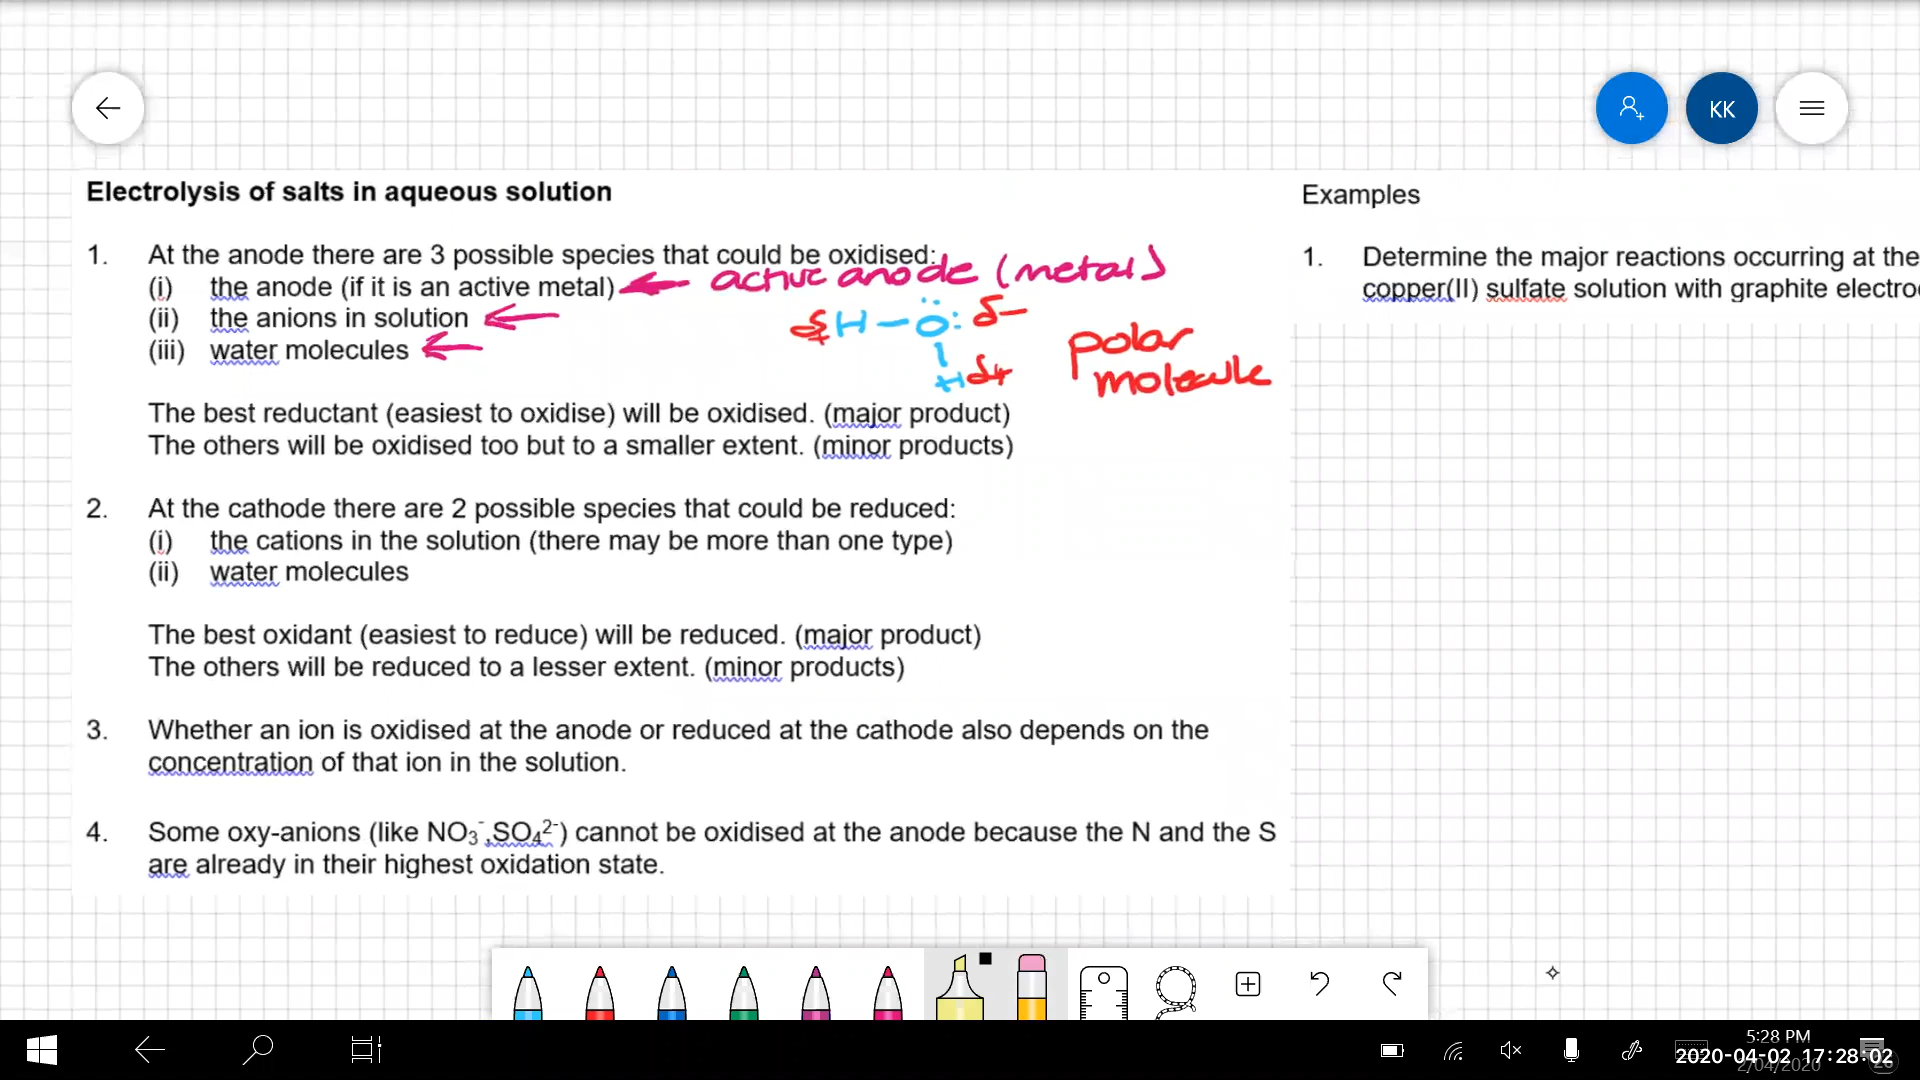 KK
Electrolysis of salts in aqueous solution
1. At the anode there are 3 possible species that could be oxidised:
(i) the anode (if it is an active metal)
active anode (metal)
(ii) the anions in solution
(iii) water molecules
δ+ H – O: δ-
H δ+
polar
molecule
The best reductant (easiest to oxidise) will be oxidised. (major product)
The others will be oxidised too but to a smaller extent. (minor products)
2. At the cathode there are 2 possible species that could be reduced:
(i) the cations in the solution (there may be more than one type)
(ii) water molecules
The best oxidant (easiest to reduce) will be reduced. (major product)
The others will be reduced to a lesser extent. (minor products)
3. Whether an ion is oxidised at the anode or reduced at the cathode also depends on the
concentration of that ion in the solution.
4. Some oxy-anions (like NO₃⁻,SO₄²⁻) cannot be oxidised at the anode because the N and the S
are already in their highest oxidation state.
Examples
1. Determine the major reactions occurring at the
copper(II) sulfate solution with graphite electro
5:28 PM
2020-04-02 17:28:02
2/04/2020